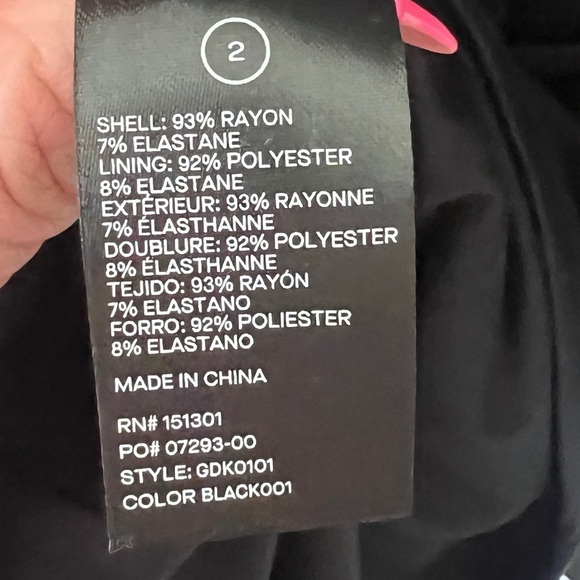 2
SHELL: 93% RAYON
7% ELASTANE
LINING: 92% POLYESTER
8% ELASTANE
EXTÉRIEUR: 93% RAYONNE
7% ÉLASTHANNE
DOUBLURE: 92% POLYESTER
8% ÉLASTHANNE
TEJIDO: 93% RAYÓN
7% ELASTANO
FORRO: 92% POLIESTER
8% ELASTANO
MADE IN CHINA
RN# 151301
PO# 07293-00
STYLE: GDK0101
COLOR BLACK001